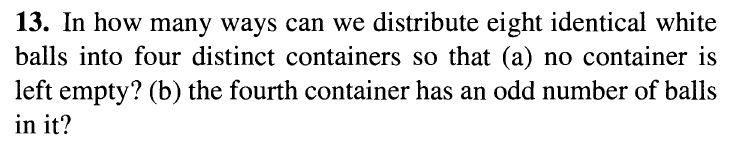 13. In how many ways can we distribute eight identical white
balls into four distinct containers so that (a) no container is
left empty? (b) the fourth container has an odd number of balls
in it?